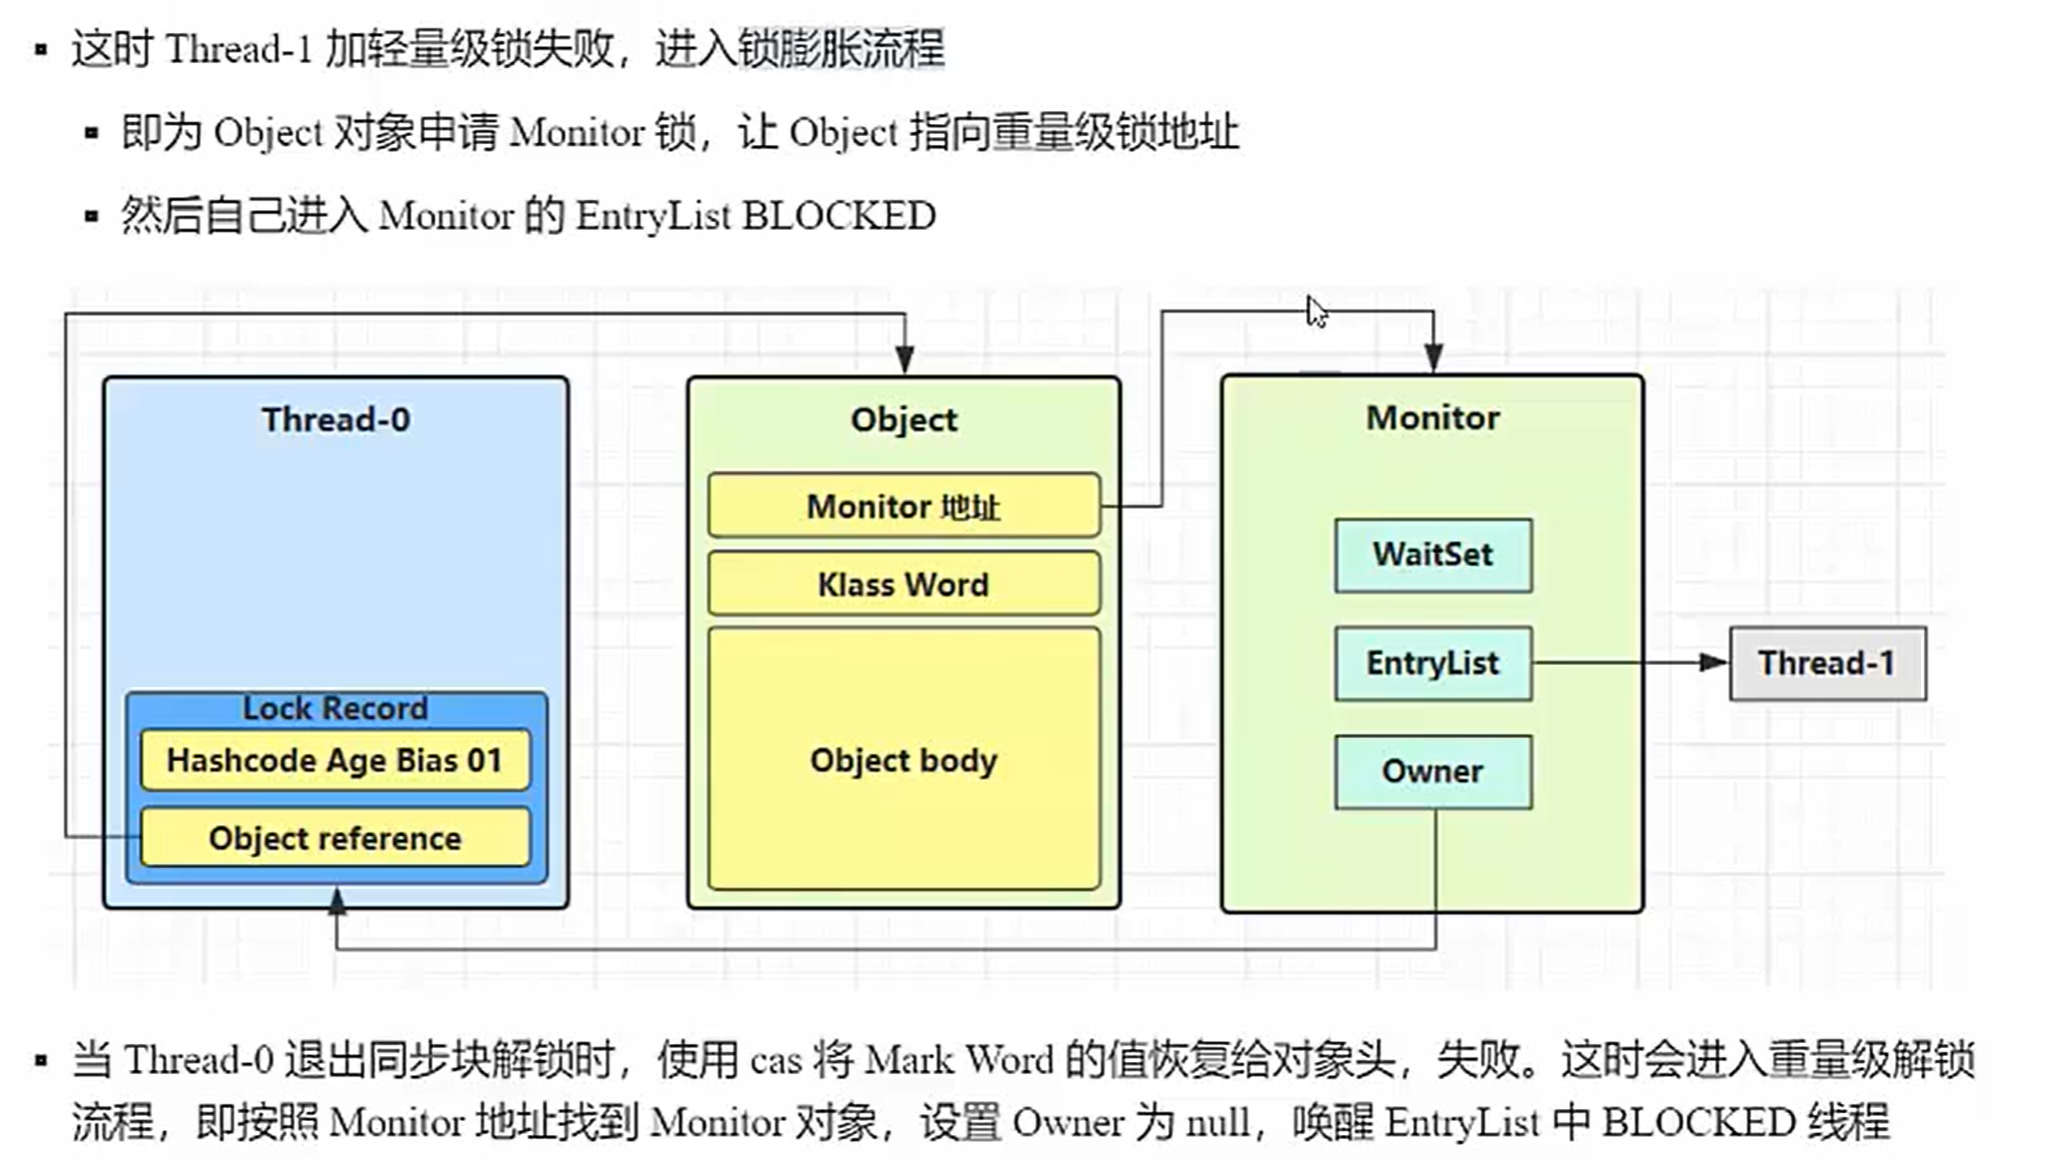 ▪ 这时 Thread-1 加轻量级锁失败，进入锁膨胀流程
▪ 即为 Object 对象申请 Monitor 锁，让 Object 指向重量级锁地址
▪ 然后自己进入 Monitor 的 EntryList BLOCKED
Thread-0
Lock Record
Hashcode Age Bias 01
Object reference
Object
Monitor 地址
Klass Word
Object body
Monitor
WaitSet
EntryList
Owner
Thread-1
▪ 当 Thread-0 退出同步块解锁时，使用 cas 将 Mark Word 的值恢复给对象头，失败。这时会进入重量级解锁
流程，即按照 Monitor 地址找到 Monitor 对象，设置 Owner 为 null，唤醒 EntryList 中 BLOCKED 线程